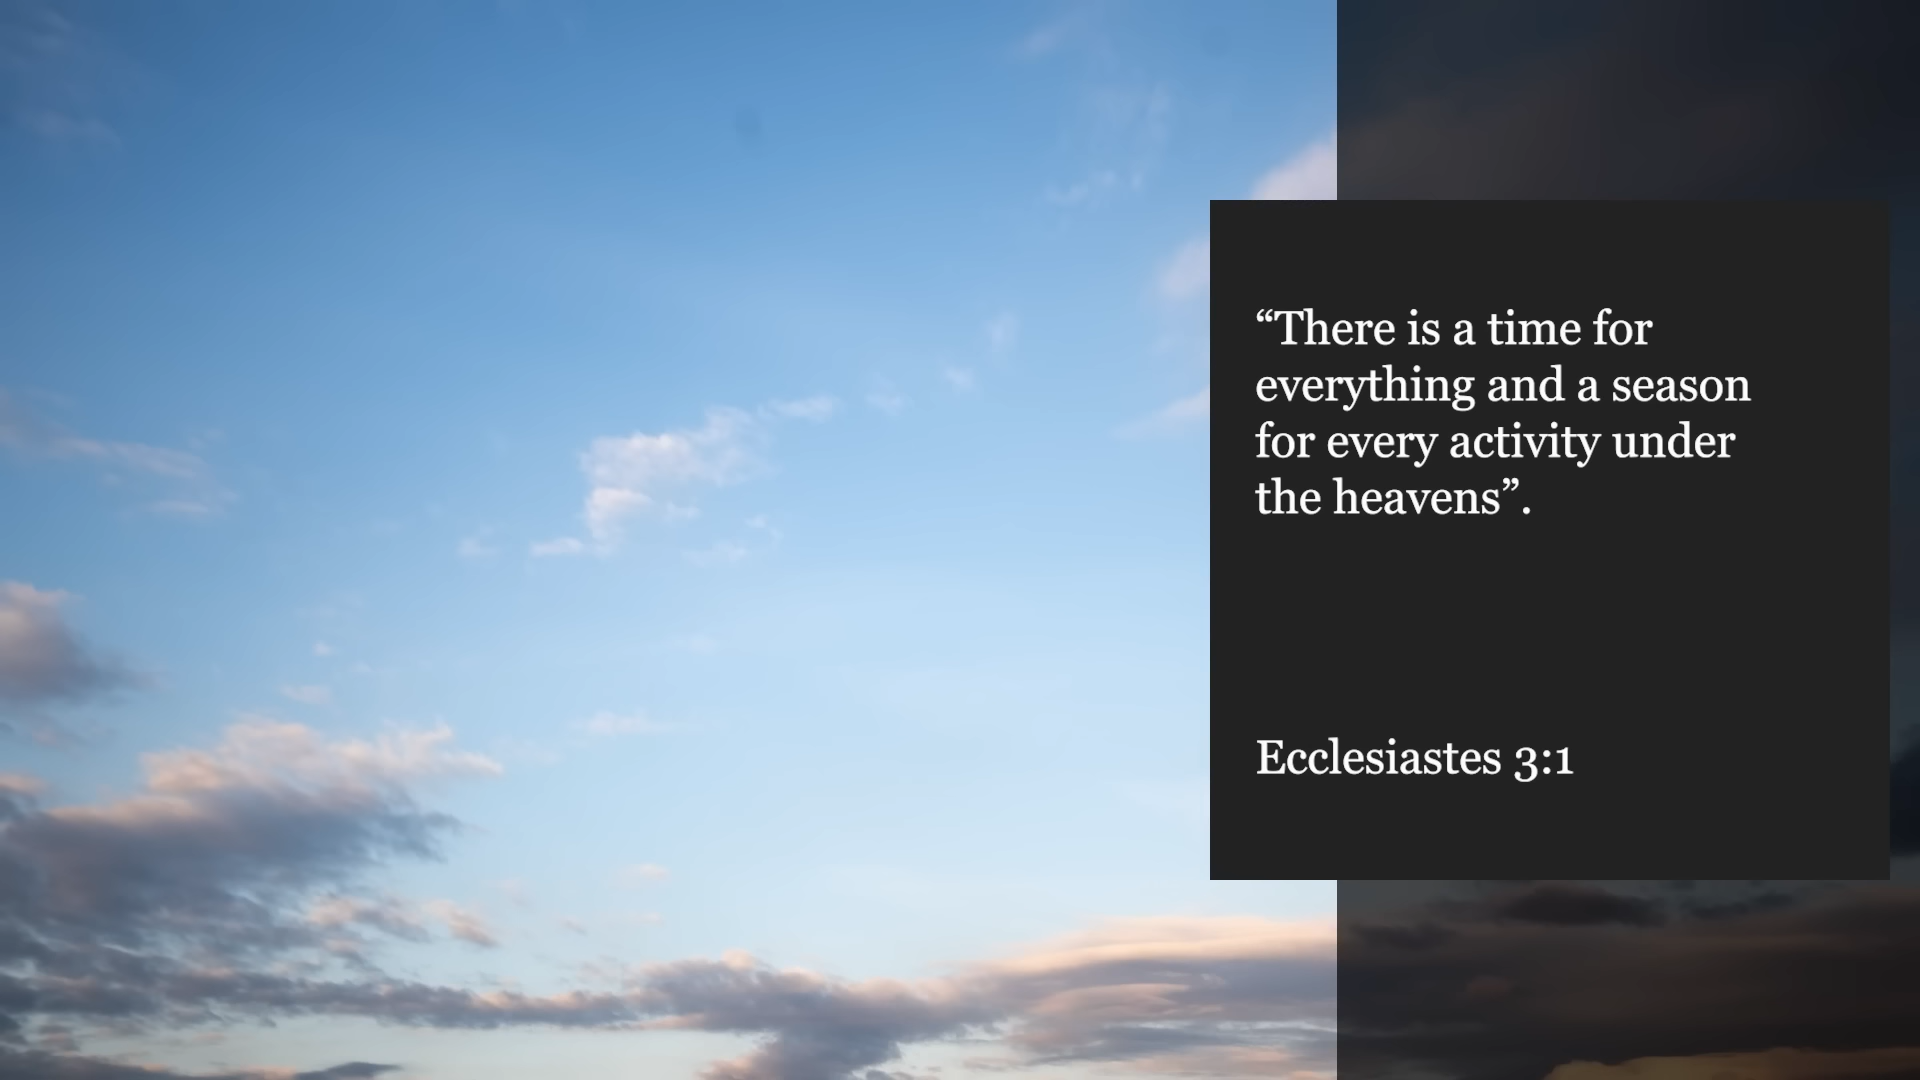 “There is a time for
everything and a season
for every activity under
the heavens”.
Ecclesiastes 3:1